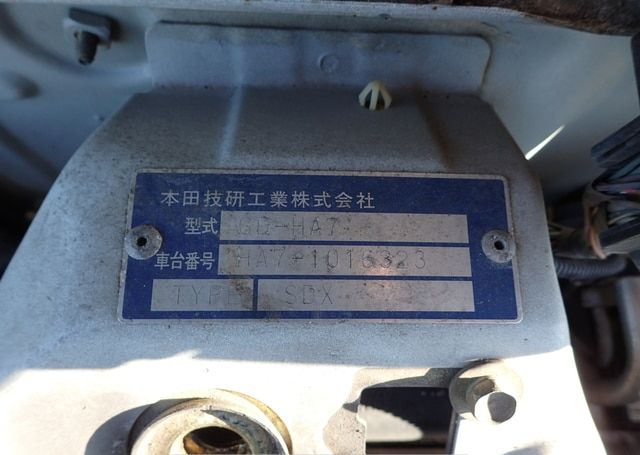 本田技研工業株式会社
型式 GD-HA7
車台番号 HA7-1016323
TYPE SDX